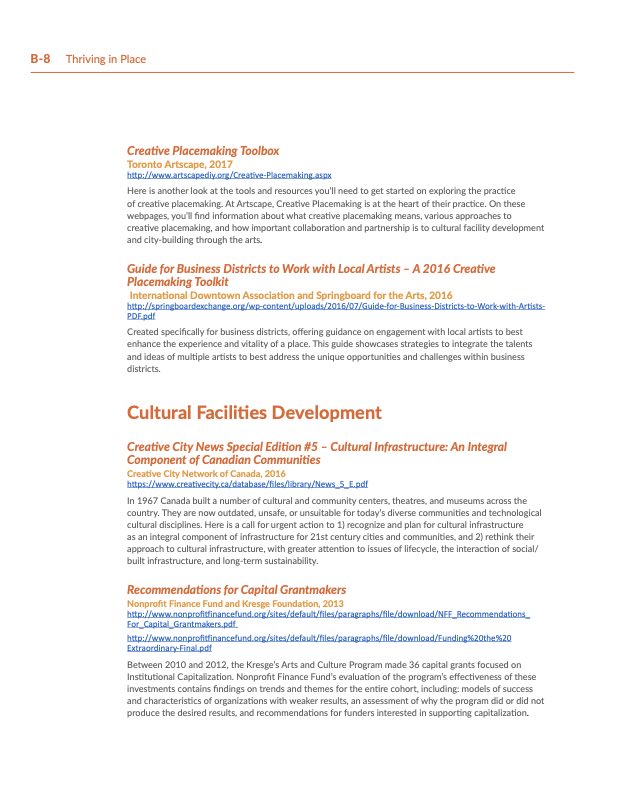 B-8 Thriving in Place
Creative Placemaking Toolbox
Toronto Artscape, 2017
http://www.artscapediy.org/Creative-Placemaking.aspx
Here is another look at the tools and resources you'll need to get started on exploring the practice
of creative placemaking. At Artscape, Creative Placemaking is at the heart of their practice. On these
webpages, you'll find information about what creative placemaking means, various approaches to
creative placemaking, and how important collaboration and partnership is to cultural facility development
and city-building through the arts.
Guide for Business Districts to Work with Local Artists – A 2016 Creative
Placemaking Toolkit
International Downtown Association and Springboard for the Arts, 2016
http://springboardexchange.org/wp-content/uploads/2016/07/Guide-for-Business-Districts-to-Work-with-Artists-
PDF.pdf
Created specifically for business districts, offering guidance on engagement with local artists to best
enhance the experience and vitality of a place. This guide showcases strategies to integrate the talents
and ideas of multiple artists to best address the unique opportunities and challenges within business
districts.
Cultural Facilities Development
Creative City News Special Edition #5 – Cultural Infrastructure: An Integral
Component of Canadian Communities
Creative City Network of Canada, 2016
https://www.creativecity.ca/database/files/library/News_5_E.pdf
In 1967 Canada built a number of cultural and community centers, theatres, and museums across the
country. They are now outdated, unsafe, or unsuitable for today's diverse communities and technological
cultural disciplines. Here is a call for urgent action to 1) recognize and plan for cultural infrastructure
as an integral component of infrastructure for 21st century cities and communities, and 2) rethink their
approach to cultural infrastructure, with greater attention to issues of lifecycle, the interaction of social/
built infrastructure, and long-term sustainability.
Recommendations for Capital Grantmakers
Nonprofit Finance Fund and Kresge Foundation, 2013
http://www.nonprofitfinancefund.org/sites/default/files/paragraphs/file/download/NFF_Recommendations_
For_Capital_Grantmakers.pdf
http://www.nonprofitfinancefund.org/sites/default/files/paragraphs/file/download/Funding%20the%20
Extraordinary-Final.pdf
Between 2010 and 2012, the Kresge's Arts and Culture Program made 36 capital grants focused on
Institutional Capitalization. Nonprofit Finance Fund's evaluation of the program's effectiveness of these
investments contains findings on trends and themes for the entire cohort, including: models of success
and characteristics of organizations with weaker results, an assessment of why the program did or did not
produce the desired results, and recommendations for funders interested in supporting capitalization.